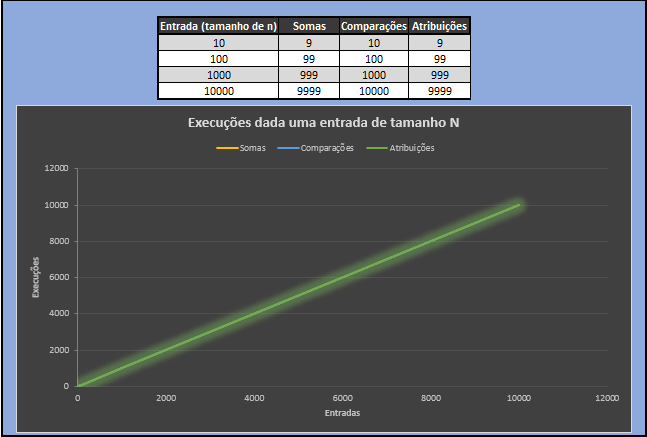 Entrada (tamanho de n) Somas Comparações Atribuições
10 9 10 9
100 99 100 99
1000 999 1000 999
10000 9999 10000 9999
Execuções dada uma entrada de tamanho N
Somas Comparações Atribuições
12000
10000
8000
6000
4000
2000
0
Execuções
0 2000 4000 6000 8000 10000 12000
Entradas